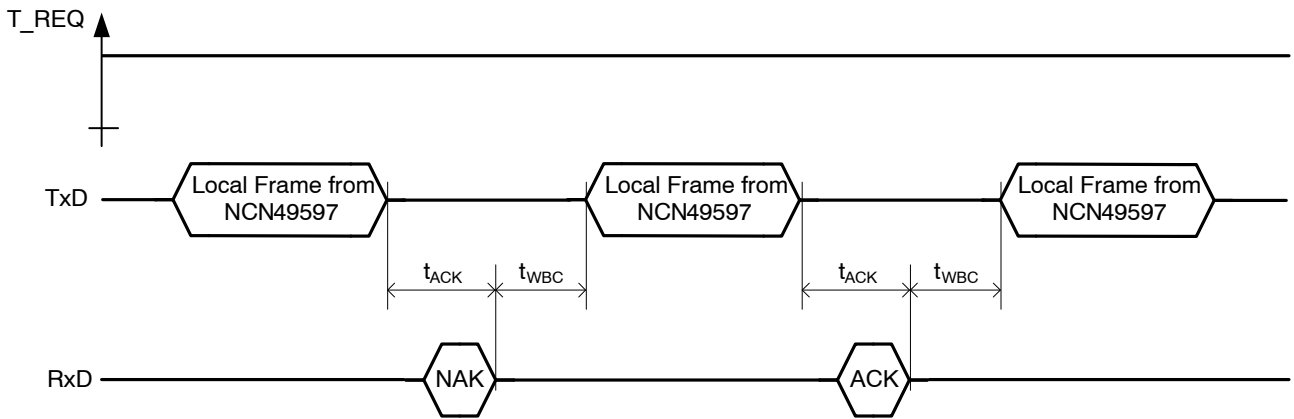 T_REQ
TxD
Local Frame from
NCN49597
Local Frame from
NCN49597
Local Frame from
NCN49597
tACK
tWBC
tACK
tWBC
RxD
NAK
ACK